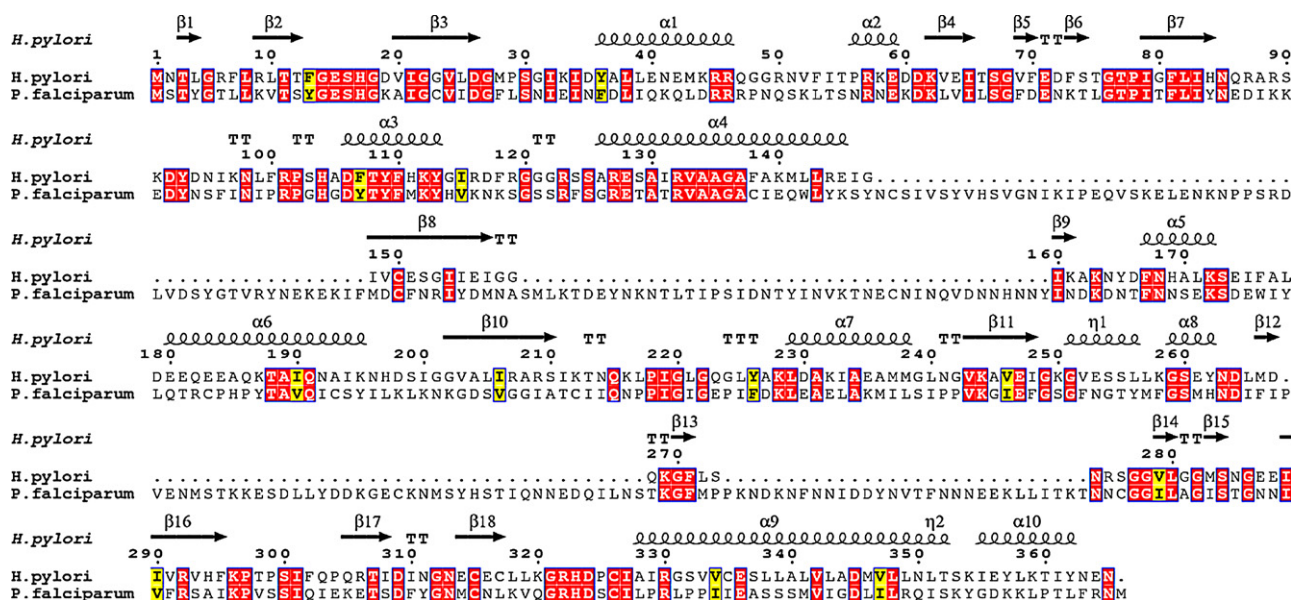 β1 β2 β3 α1 α2 β4 β5 β6 β7
H.pylori TT
1 10 20 30 40 50 60 70 80 90
H.pylori MNTLGRFLRLTTFGESHGDVIGGVLDGMPSGIKIDYALLENEMKRRQGGRNVFITPRKEDDKVEITSGVFEDFSTGTPIGFLIHNQRARS
P.falciparum MSTYGTLLKVTSYGESHGKAIGCVIDGFLSNIEINFDLIQKQLDRRRPNQSKLTSNRNEKDKLVILSGFDENKTLGTPITFLIYNEDIKK
α3 α4
H.pylori TT TT TT
100 110 120 130 140
H.pylori KDYDNIKNLFRPSHADFTYFHKYGIRDFRGGGRSSARESAIRVAAGAFAKMLLREIG.................................
P.falciparum EDYNSFINIPRPGHGDYTYFMKYHVKNKSGSSRFSGRETATRVAAGACIEQWLYKSYNCSIVSYVHSVGNIKIPEQVSKELENKNPPSRD
β8 β9 α5
H.pylori TT
150 160 170
H.pylori .................IVCESGIIEIGG..........................................IKAKNYDFNHALKSEIFAL
P.falciparum LVDSYGTVRYNEKEKIFMDCFNRIYDMNASMLKTDEYNKNTLTIPSIDNTYINVKTNECNINQVDNNHNNYINDKDNTFNNSEKSDEWIY
α6 β10 α7 β11 η1 α8 β12
H.pylori TT TT TT
180 190 200 210 220 230 240 250 260
H.pylori DEEQEEAQKTAIQNAIKNHDSIGGVALIRARSIKTNQKLPIGLGQGLYAKLDAKIAEAMMGLNGVKAVEIGKGVESSLLKGSEYNDLMD.
P.falciparum LQTRCPHPYTAVQICSYILKLKNKGDSVGGIATCIIQNPPIGIGEPIFDKLEAELAKMILSIPPVKGIEFGSGFNGTYMFGSMHNDIFIP
β13 β14 β15
H.pylori TT TT
270 280
H.pylori .......................................QKGFLS.............................NRSGGVLGGMSNGEEI
P.falciparum VENMSTKKESDLLYDDKGECKNMSYHSTIQNNEDQILNSTKGFMPPKNDKNFNNIDDYNVTFNNNEEKLLITKTNNCGGILAGISTGNNI
β16 β17 β18 α9 η2 α10
H.pylori TT
290 300 310 320 330 340 350 360
H.pylori IVRVHFKPTPSIFQPQRTIDINGNECECLLKGRHDPCIAIRGSVVCESLLALVLADMVLLNLTSKIEYLKTIYNEN.
P.falciparum VFRSAIKPVSSIQIEKETSDFYGNMCNLKVQGRHDSCILPRLPPIIEASSSMVIGDLILRQISKYGDKKLPTLFRNM